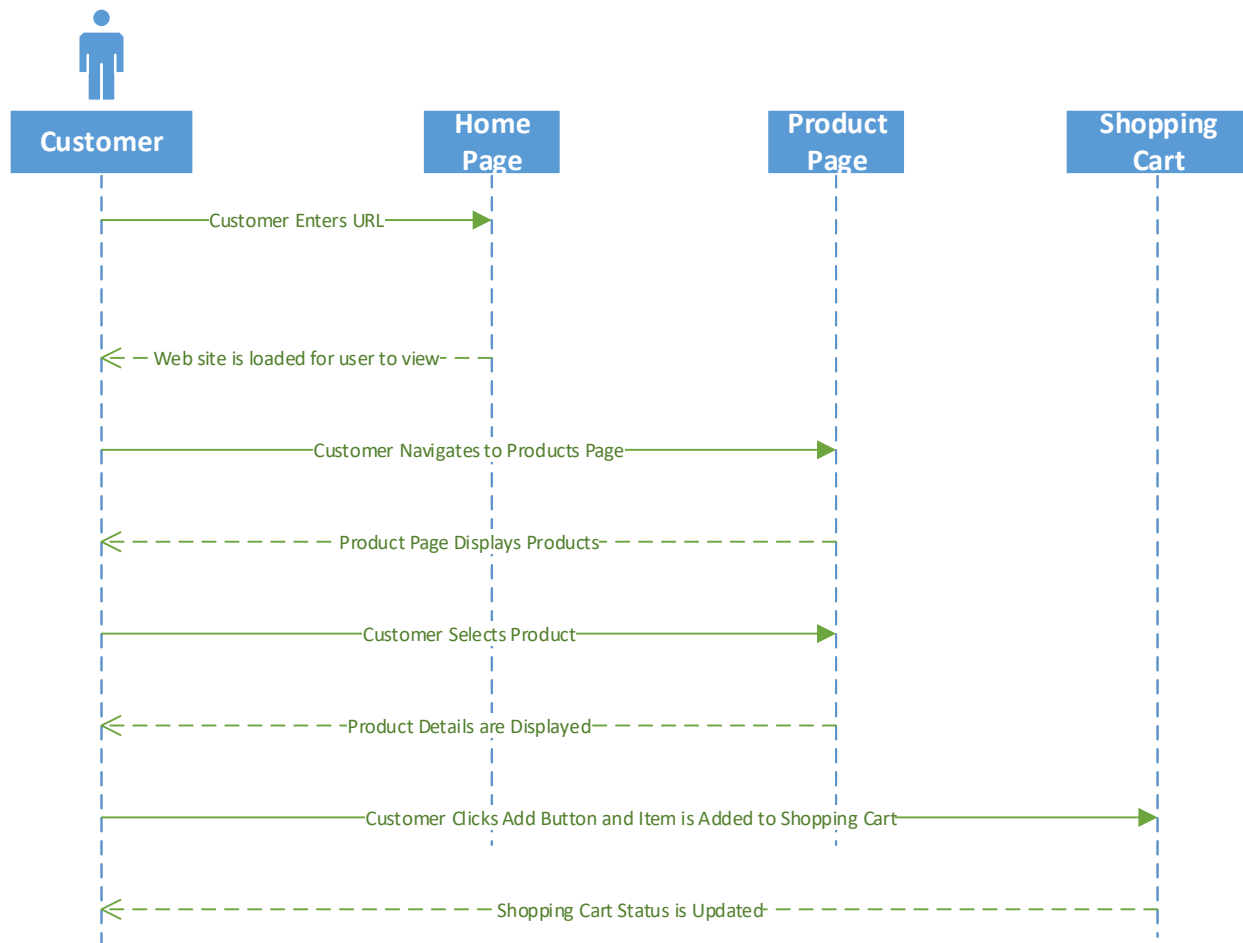 Customer
Home
Page
Product
Page
Shopping
Cart
Customer Enters URL
Web site is loaded for user to view
Customer Navigates to Products Page
Product Page Displays Products
Customer Selects Product
Product Details are Displayed
Customer Clicks Add Button and Item is Added to Shopping Cart
Shopping Cart Status is Updated